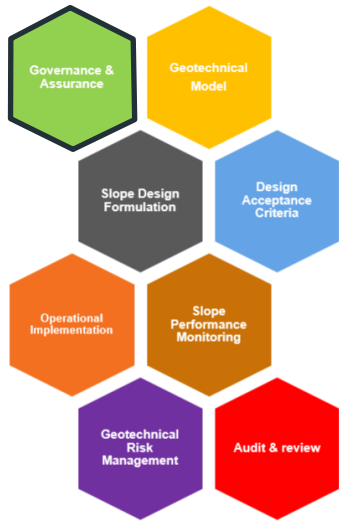 Governance &
Assurance
Geotechnical
Model
Slope Design
Formulation
Design
Acceptance
Criteria
Operational
Implementation
Slope
Performance
Monitoring
Geotechnical
Risk
Management
Audit & review